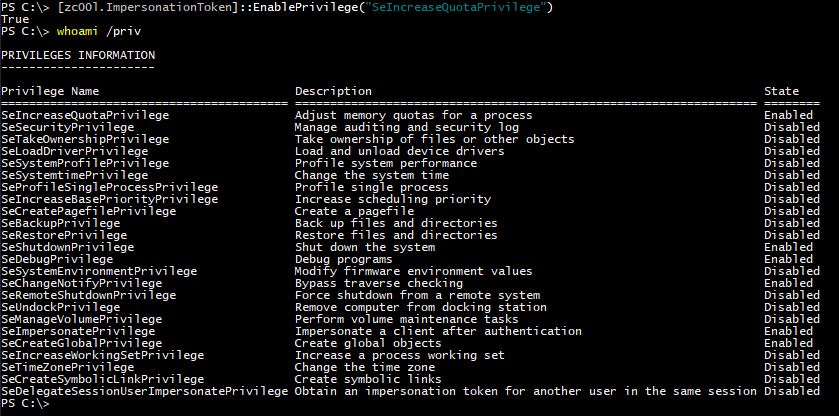 PS C:\> [zc00l.ImpersonationToken]::EnablePrivilege("SeIncreaseQuotaPrivilege")
True
PS C:\> whoami /priv

PRIVILEGES INFORMATION
----------------------

Privilege Name                            Description                                                        State
========================================= ================================================================== ========
SeIncreaseQuotaPrivilege                  Adjust memory quotas for a process                                 Enabled
SeSecurityPrivilege                       Manage auditing and security log                                   Disabled
SeTakeOwnershipPrivilege                  Take ownership of files or other objects                           Disabled
SeLoadDriverPrivilege                     Load and unload device drivers                                     Disabled
SeSystemProfilePrivilege                  Profile system performance                                         Disabled
SeSystemtimePrivilege                     Change the system time                                             Disabled
SeProfileSingleProcessPrivilege           Profile single process                                             Disabled
SeIncreaseBasePriorityPrivilege           Increase scheduling priority                                       Disabled
SeCreatePagefilePrivilege                 Create a pagefile                                                  Disabled
SeBackupPrivilege                         Back up files and directories                                      Disabled
SeRestorePrivilege                        Restore files and directories                                      Disabled
SeShutdownPrivilege                       Shut down the system                                               Enabled
SeDebugPrivilege                          Debug programs                                                     Enabled
SeSystemEnvironmentPrivilege              Modify firmware environment values                                 Disabled
SeChangeNotifyPrivilege                   Bypass traverse checking                                           Enabled
SeRemoteShutdownPrivilege                 Force shutdown from a remote system                                Disabled
SeUndockPrivilege                         Remove computer from docking station                               Disabled
SeManageVolumePrivilege                   Perform volume maintenance tasks                                   Disabled
SeImpersonatePrivilege                    Impersonate a client after authentication                          Enabled
SeCreateGlobalPrivilege                   Create global objects                                              Enabled
SeIncreaseWorkingSetPrivilege             Increase a process working set                                     Disabled
SeTimeZonePrivilege                       Change the time zone                                               Disabled
SeCreateSymbolicLinkPrivilege             Create symbolic links                                              Disabled
SeDelegateSessionUserImpersonatePrivilege Obtain an impersonation token for another user in the same session Disabled
PS C:\>